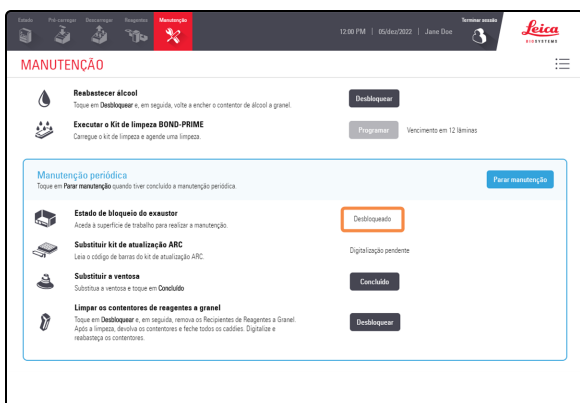 Estado Pré-carregar Descarregar Reagentes Manutenção
12:00 PM | 05/dez/2022 | Jane Doe
Terminar sessão
Leica
BIOSYSTEMS
MANUTENÇÃO
Reabastecer álcool
Toque em Desbloquear e, em seguida, volte a encher o contentor de álcool a granel.
Desbloquear
Executar o Kit de limpeza BOND-PRIME
Carregue o kit de limpeza e agende uma limpeza.
Programar
Vencimento em 12 lâminas
Manutenção periódica
Toque em Parar manutenção quando tiver concluído a manutenção periódica.
Parar manutenção
Estado de bloqueio do exaustor
Aceda à superfície de trabalho para realizar a manutenção.
Desbloqueado
Substituir kit de atualização ARC
Leia o código de barras do kit de atualização ARC.
Digitalização pendente
Substituir a ventosa
Substitua a ventosa e toque em Concluído
Concluído
Limpar os contentores de reagentes a granel
Toque em Desbloquear e, em seguida, remova os Recipientes de Reagentes a Granel.
Após a limpeza, devolva os contentores e feche todos os caddies. Digitalize e
reabasteça os contentores.
Desbloquear